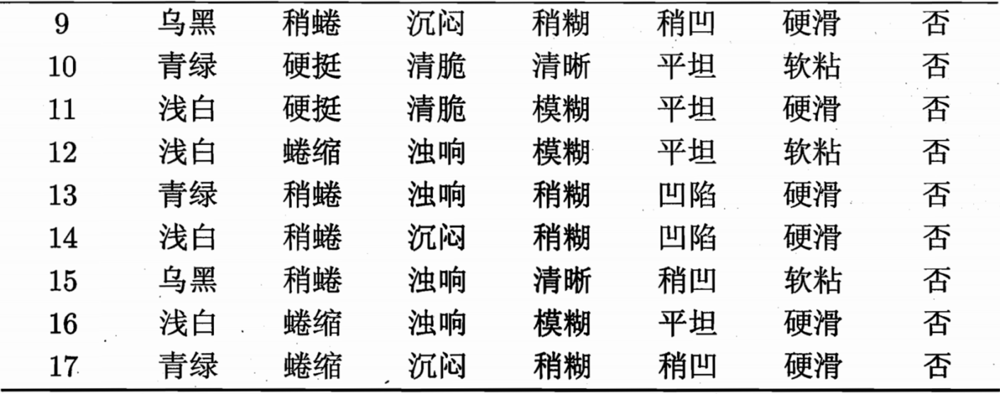 9 乌黑 稍蜷 沉闷 稍糊 稍凹 硬滑 否
10 青绿 硬挺 清脆 清晰 平坦 软粘 否
11 浅白 硬挺 清脆 模糊 平坦 硬滑 否
12 浅白 蜷缩 浊响 模糊 平坦 软粘 否
13 青绿 稍蜷 浊响 稍糊 凹陷 硬滑 否
14 浅白 稍蜷 沉闷 稍糊 凹陷 硬滑 否
15 乌黑 稍蜷 浊响 清晰 稍凹 软粘 否
16 浅白 蜷缩 浊响 模糊 平坦 硬滑 否
17 青绿 蜷缩 沉闷 稍糊 稍凹 硬滑 否